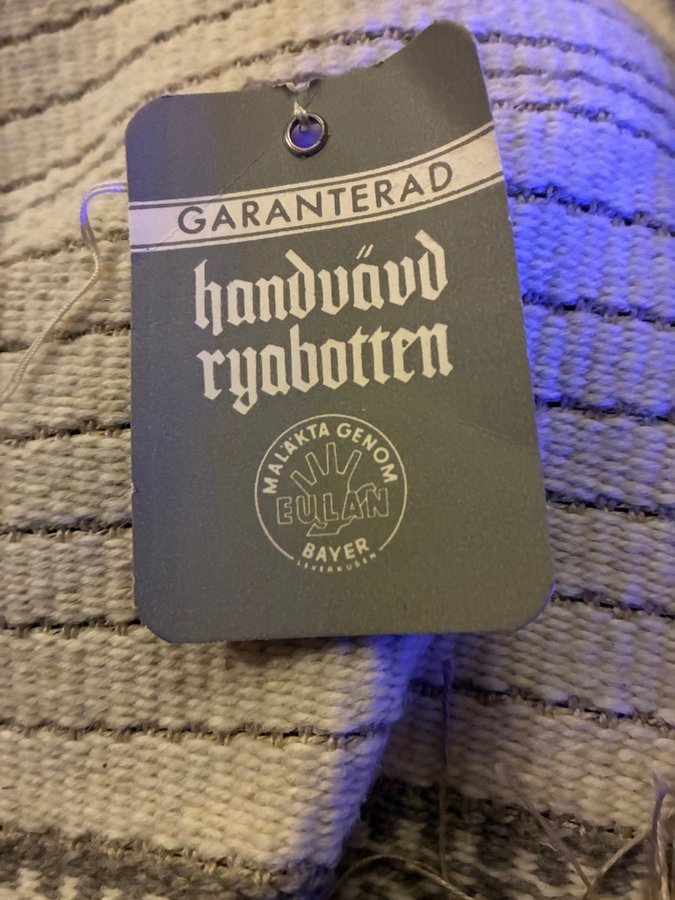 GARANTERAD
handvävd
ryabotten
MALÄKTA GENOM
EULAN
BAYER
LEVERKUSEN